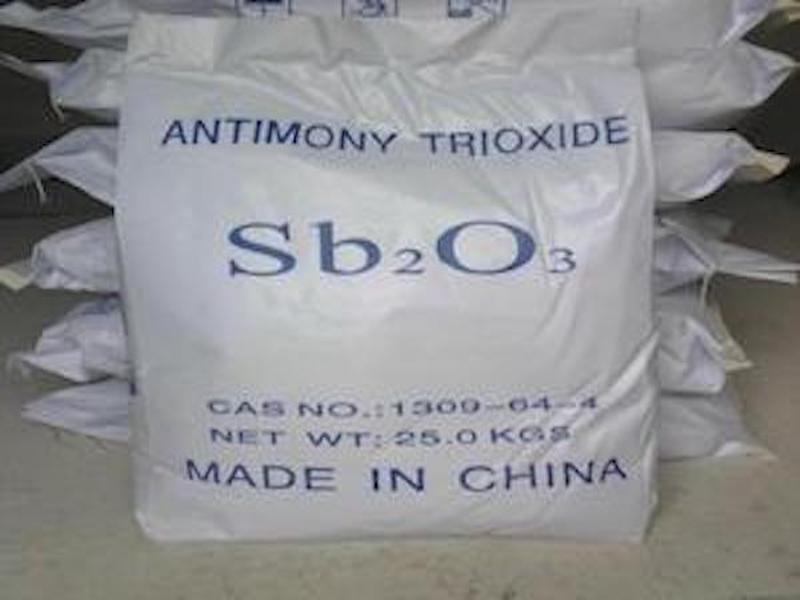 ANTIMONY TRIOXIDE
Sb₂O₃
CAS NO.:1309-64-4
NET WT: 25.0 KGS
MADE IN CHINA